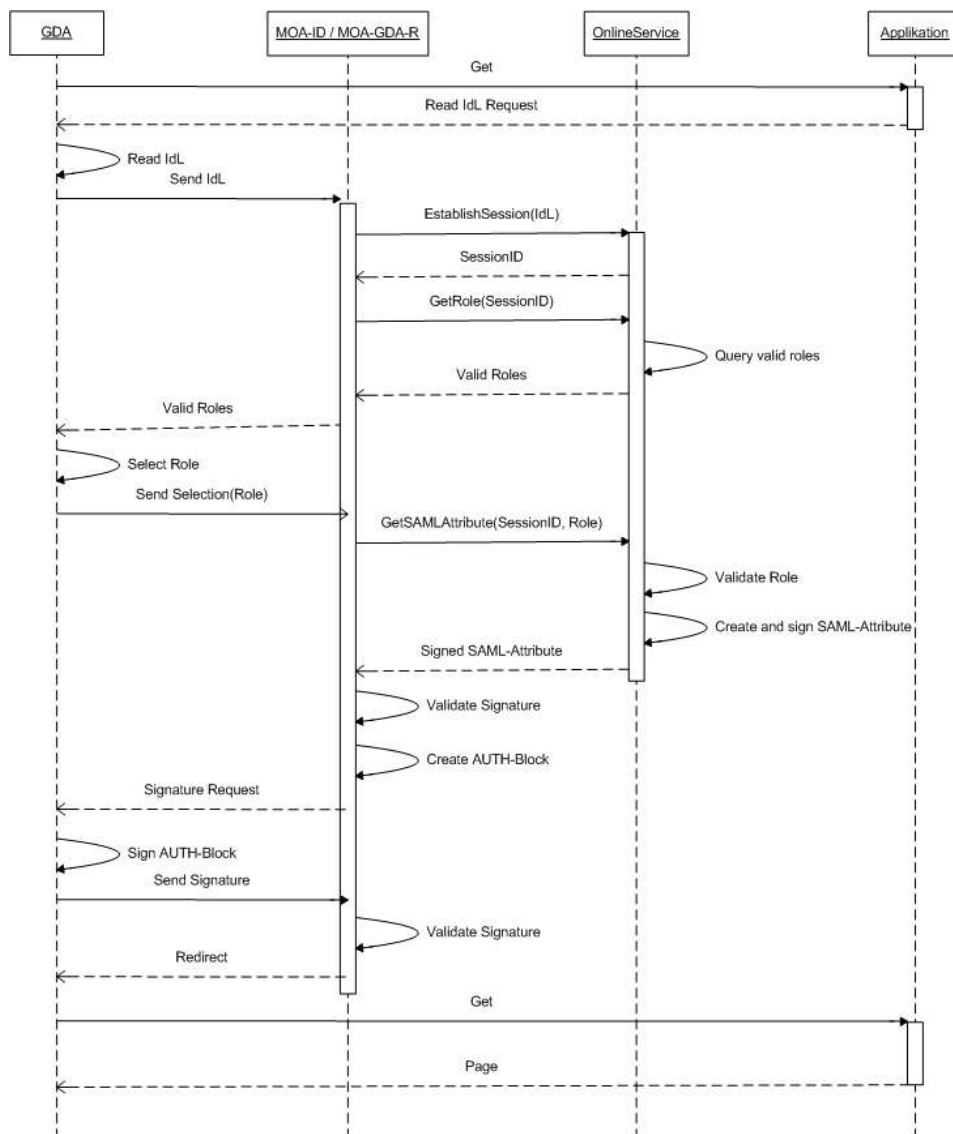 GDA
MOA-ID / MOA-GDA-R
OnlineService
Applikation
Get
Read IdL Request
Read IdL
Send IdL
EstablishSession(IdL)
SessionID
GetRole(SessionID)
Query valid roles
Valid Roles
Valid Roles
Select Role
Send Selection(Role)
GetSAMLAttribute(SessionID, Role)
Validate Role
Create and sign SAML-Attribute
Signed SAML-Attribute
Validate Signature
Create AUTH-Block
Signature Request
Sign AUTH-Block
Send Signature
Validate Signature
Redirect
Get
Page